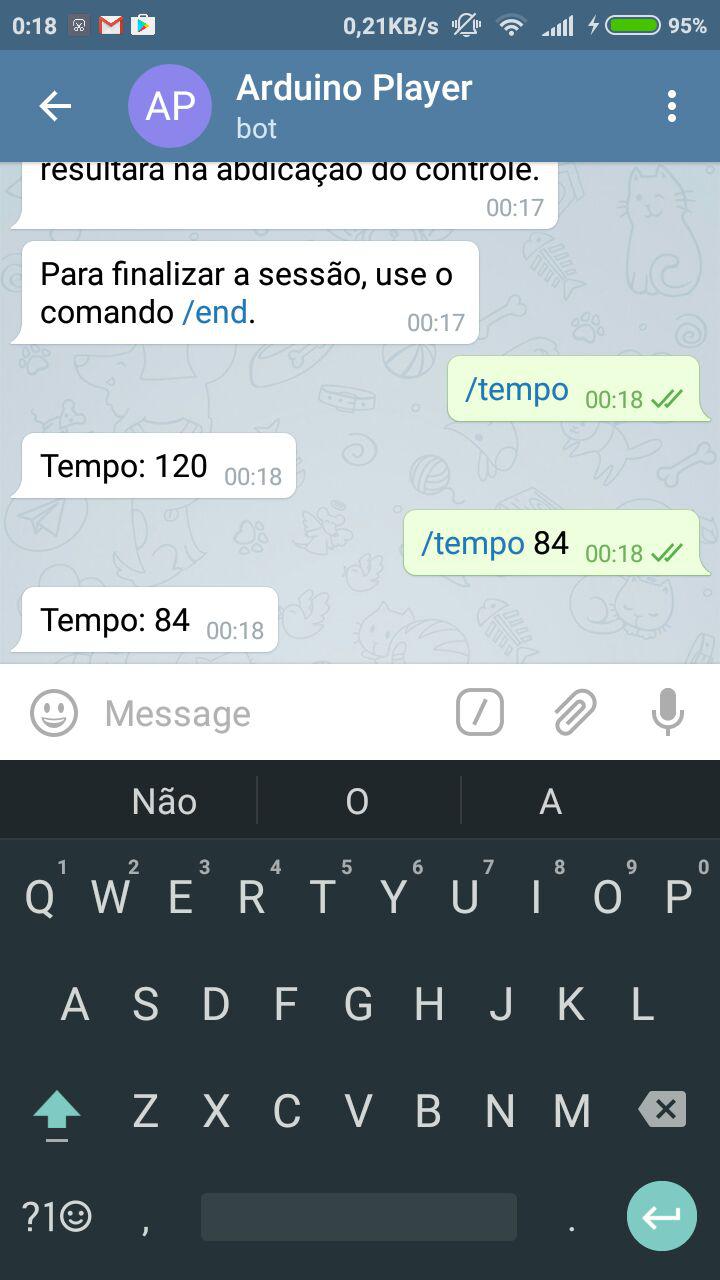 0:18 0,21KB/s 95%
AP Arduino Player
bot
resultará na abdicação do controle.
00:17
Para finalizar a sessão, use o
comando /end. 00:17
/tempo 00:18
Tempo: 120 00:18
/tempo 84 00:18
Tempo: 84 00:18
Message
Não O A
1 2 3 4 5 6 7 8 9 0
Q W E R T Y U I O P
A S D F G H J K L
Z X C V B N M
?1 , .